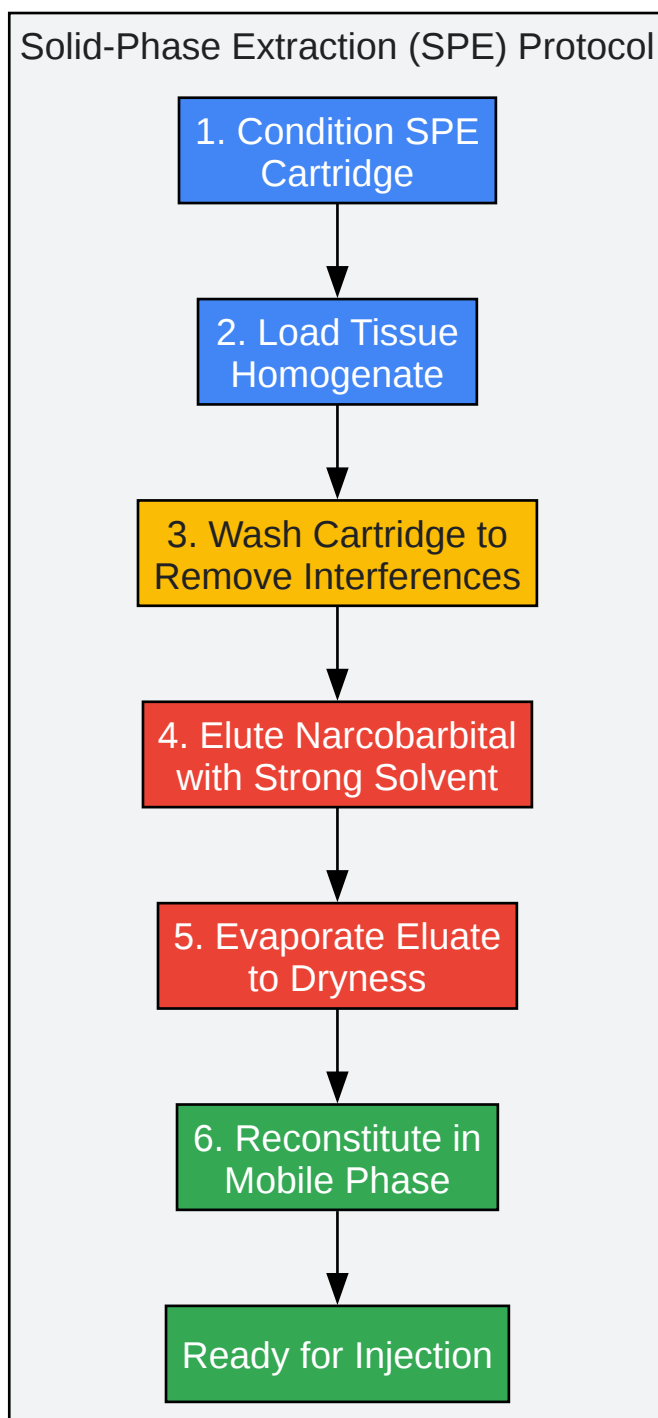 Solid-Phase Extraction (SPE) Protocol
1. Condition SPE
Cartridge
2. Load Tissue
Homogenate
3. Wash Cartridge to
Remove Interferences
4. Elute Narcobarbital
with Strong Solvent
5. Evaporate Eluate
to Dryness
6. Reconstitute in
Mobile Phase
Ready for Injection